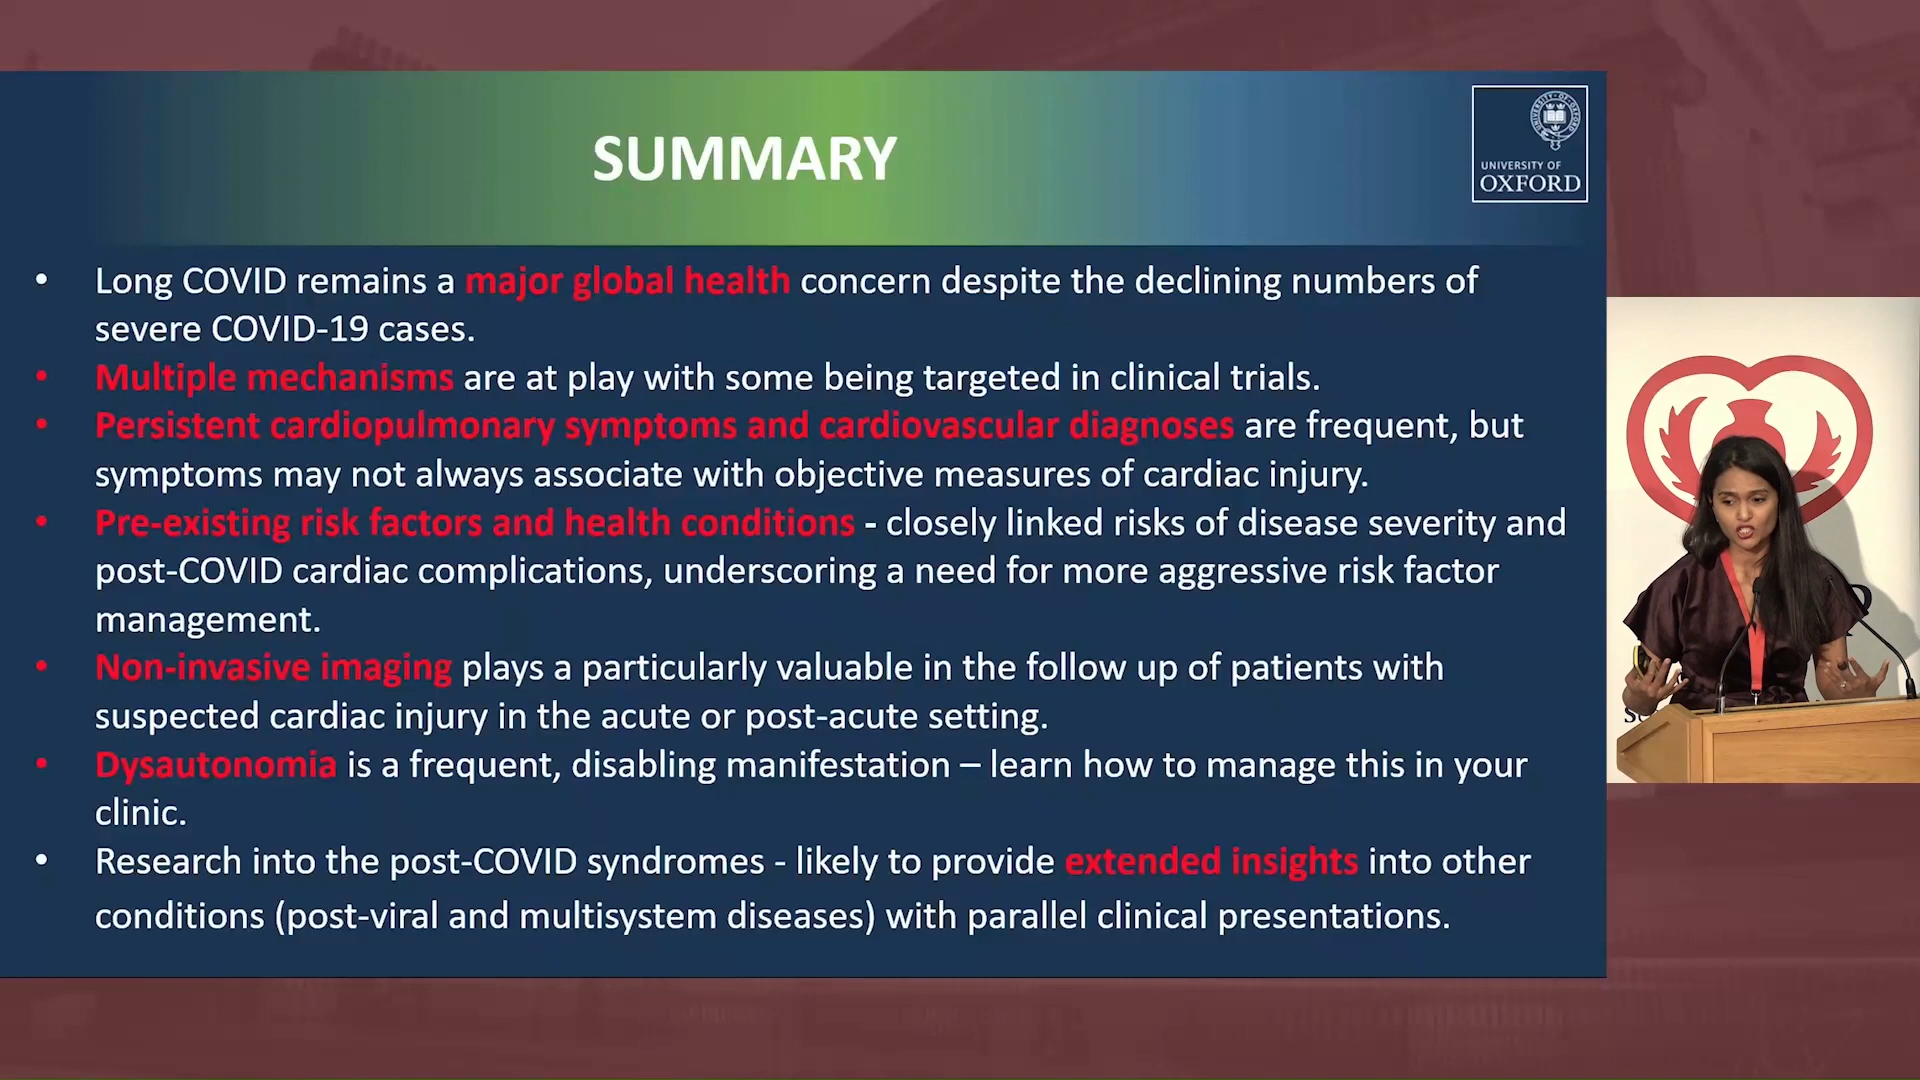 SUMMARY
UNIVERSITY OF
OXFORD
• Long COVID remains a major global health concern despite the declining numbers of
severe COVID-19 cases.
• Multiple mechanisms are at play with some being targeted in clinical trials.
• Persistent cardiopulmonary symptoms and cardiovascular diagnoses are frequent, but
symptoms may not always associate with objective measures of cardiac injury.
• Pre-existing risk factors and health conditions - closely linked risks of disease severity and
post-COVID cardiac complications, underscoring a need for more aggressive risk factor
management.
• Non-invasive imaging plays a particularly valuable in the follow up of patients with
suspected cardiac injury in the acute or post-acute setting.
• Dysautonomia is a frequent, disabling manifestation – learn how to manage this in your
clinic.
• Research into the post-COVID syndromes - likely to provide extended insights into other
conditions (post-viral and multisystem diseases) with parallel clinical presentations.